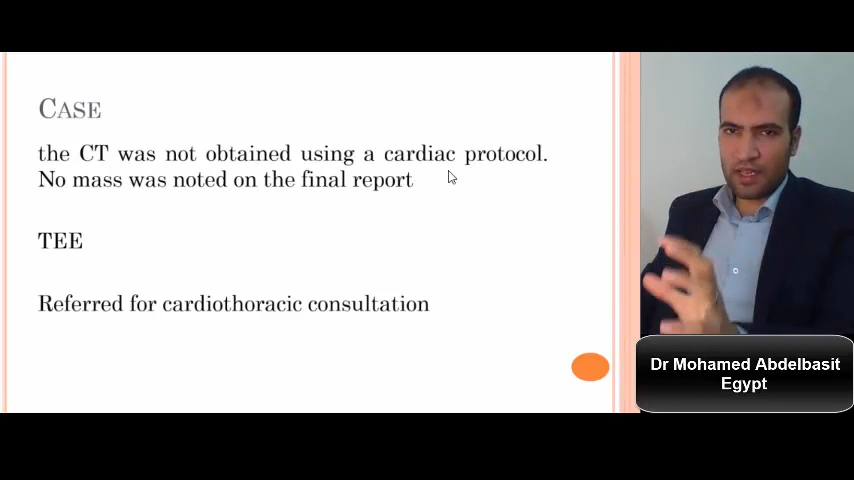 CASE
the CT was not obtained using a cardiac protocol.
No mass was noted on the final report
TEE
Referred for cardiothoracic consultation
Dr Mohamed Abdelbasit
Egypt